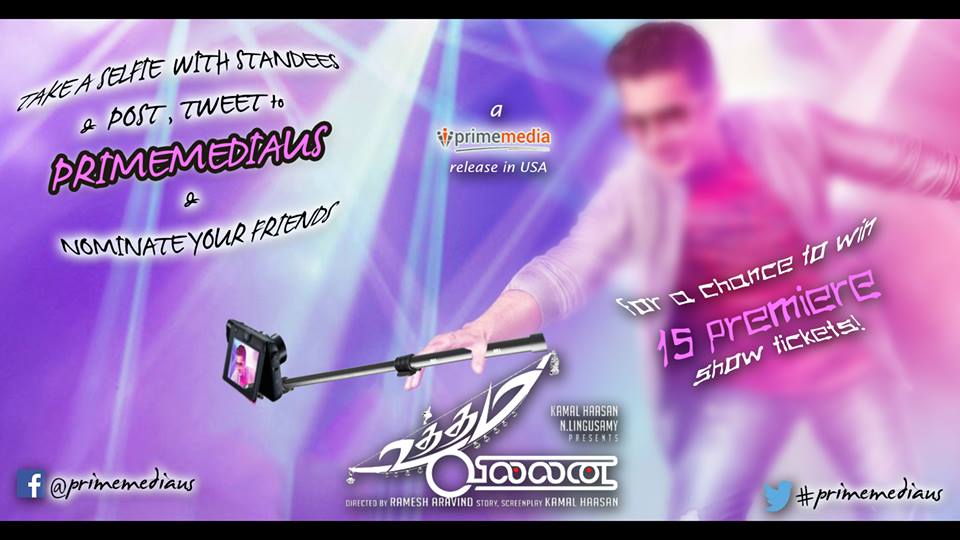 TAKE A SELFIE WITH STANDEES
& POST, TWEET to
PRIMEMEDIAUS
&
NOMINATE YOUR FRIENDS
a
primemedia
release in USA
for a chance to win
15 premiere
show tickets!
உத்தம
வில்லன்
KAMAL HAASAN
N.LINGUSAMY
PRESENTS
DIRECTED BY RAMESH ARAVIND STORY, SCREENPLAY KAMAL HAASAN
@primemediaus
#primemediaus